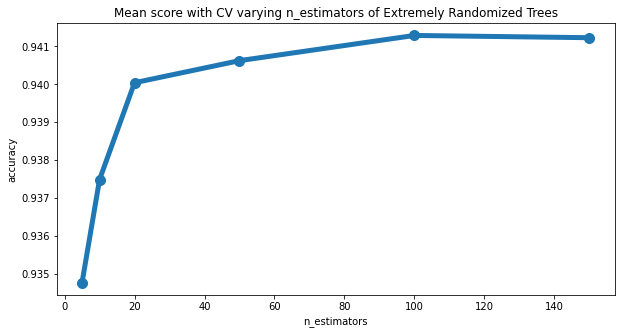 Mean score with CV varying n_estimators of Extremely Randomized Trees
0.941
0.940
0.939
0.938
0.937
0.936
0.935
accuracy
0 20 40 60 80 100 120 140
n_estimators